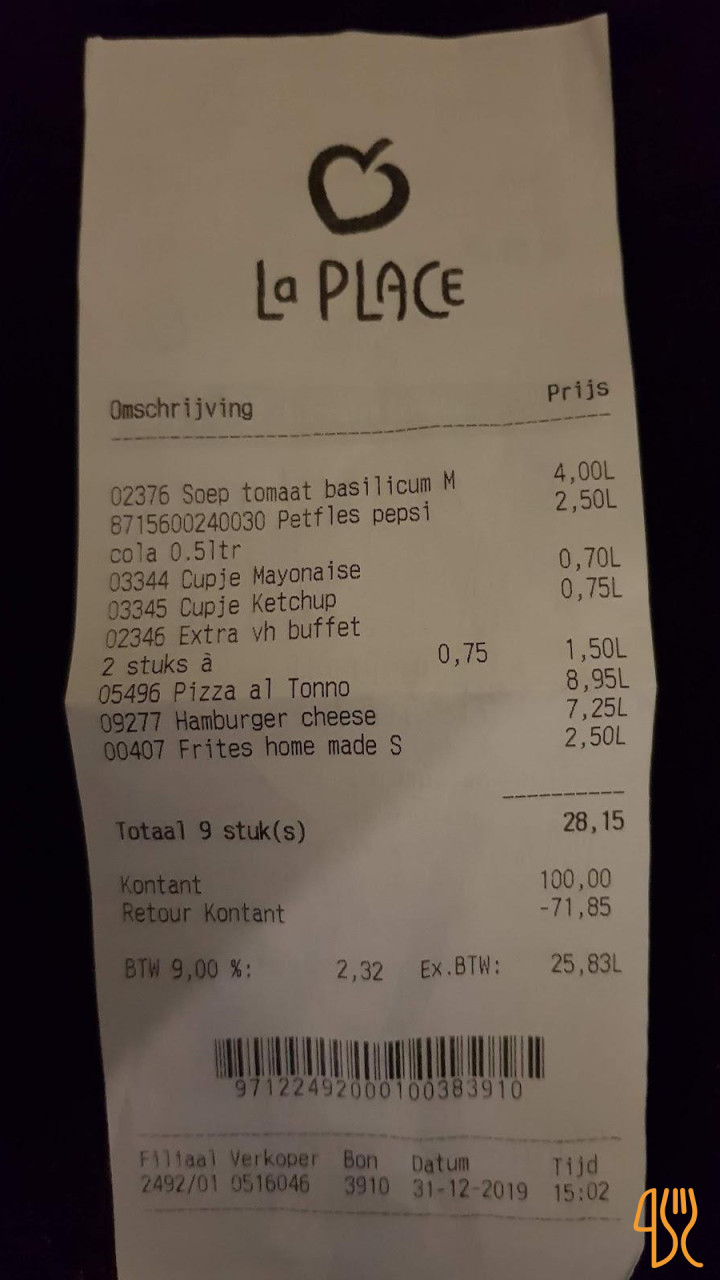 La PLACE
Omschrijving Prijs
02376 Soep tomaat basilicum M 4,00L
8715600240030 Petfles pepsi 2,50L
cola 0.5ltr
03344 Cupje Mayonaise 0,70L
03345 Cupje Ketchup 0,75L
02346 Extra vh buffet
2 stuks à 0,75 1,50L
05496 Pizza al Tonno 8,95L
09277 Hamburger cheese 7,25L
00407 Frites home made S 2,50L
Totaal 9 stuk(s) 28,15
Kontant 100,00
Retour Kontant -71,85
BTW 9,00 %: 2,32 Ex.BTW: 25,83L
97122492000100383910
Filiaal Verkoper Bon Datum Tijd
2492/01 0516046 3910 31-12-2019 15:02